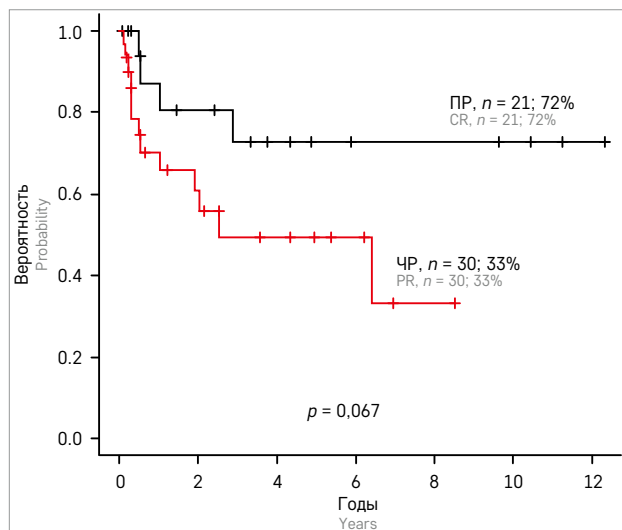 1.0
0.8
0.6
0.4
0.2
0.0
Вероятность
Probability
ПР, n = 21; 72%
CR, n = 21; 72%
ЧР, n = 30; 33%
PR, n = 30; 33%
p = 0,067
0 2 4 6 8 10 12
Годы
Years